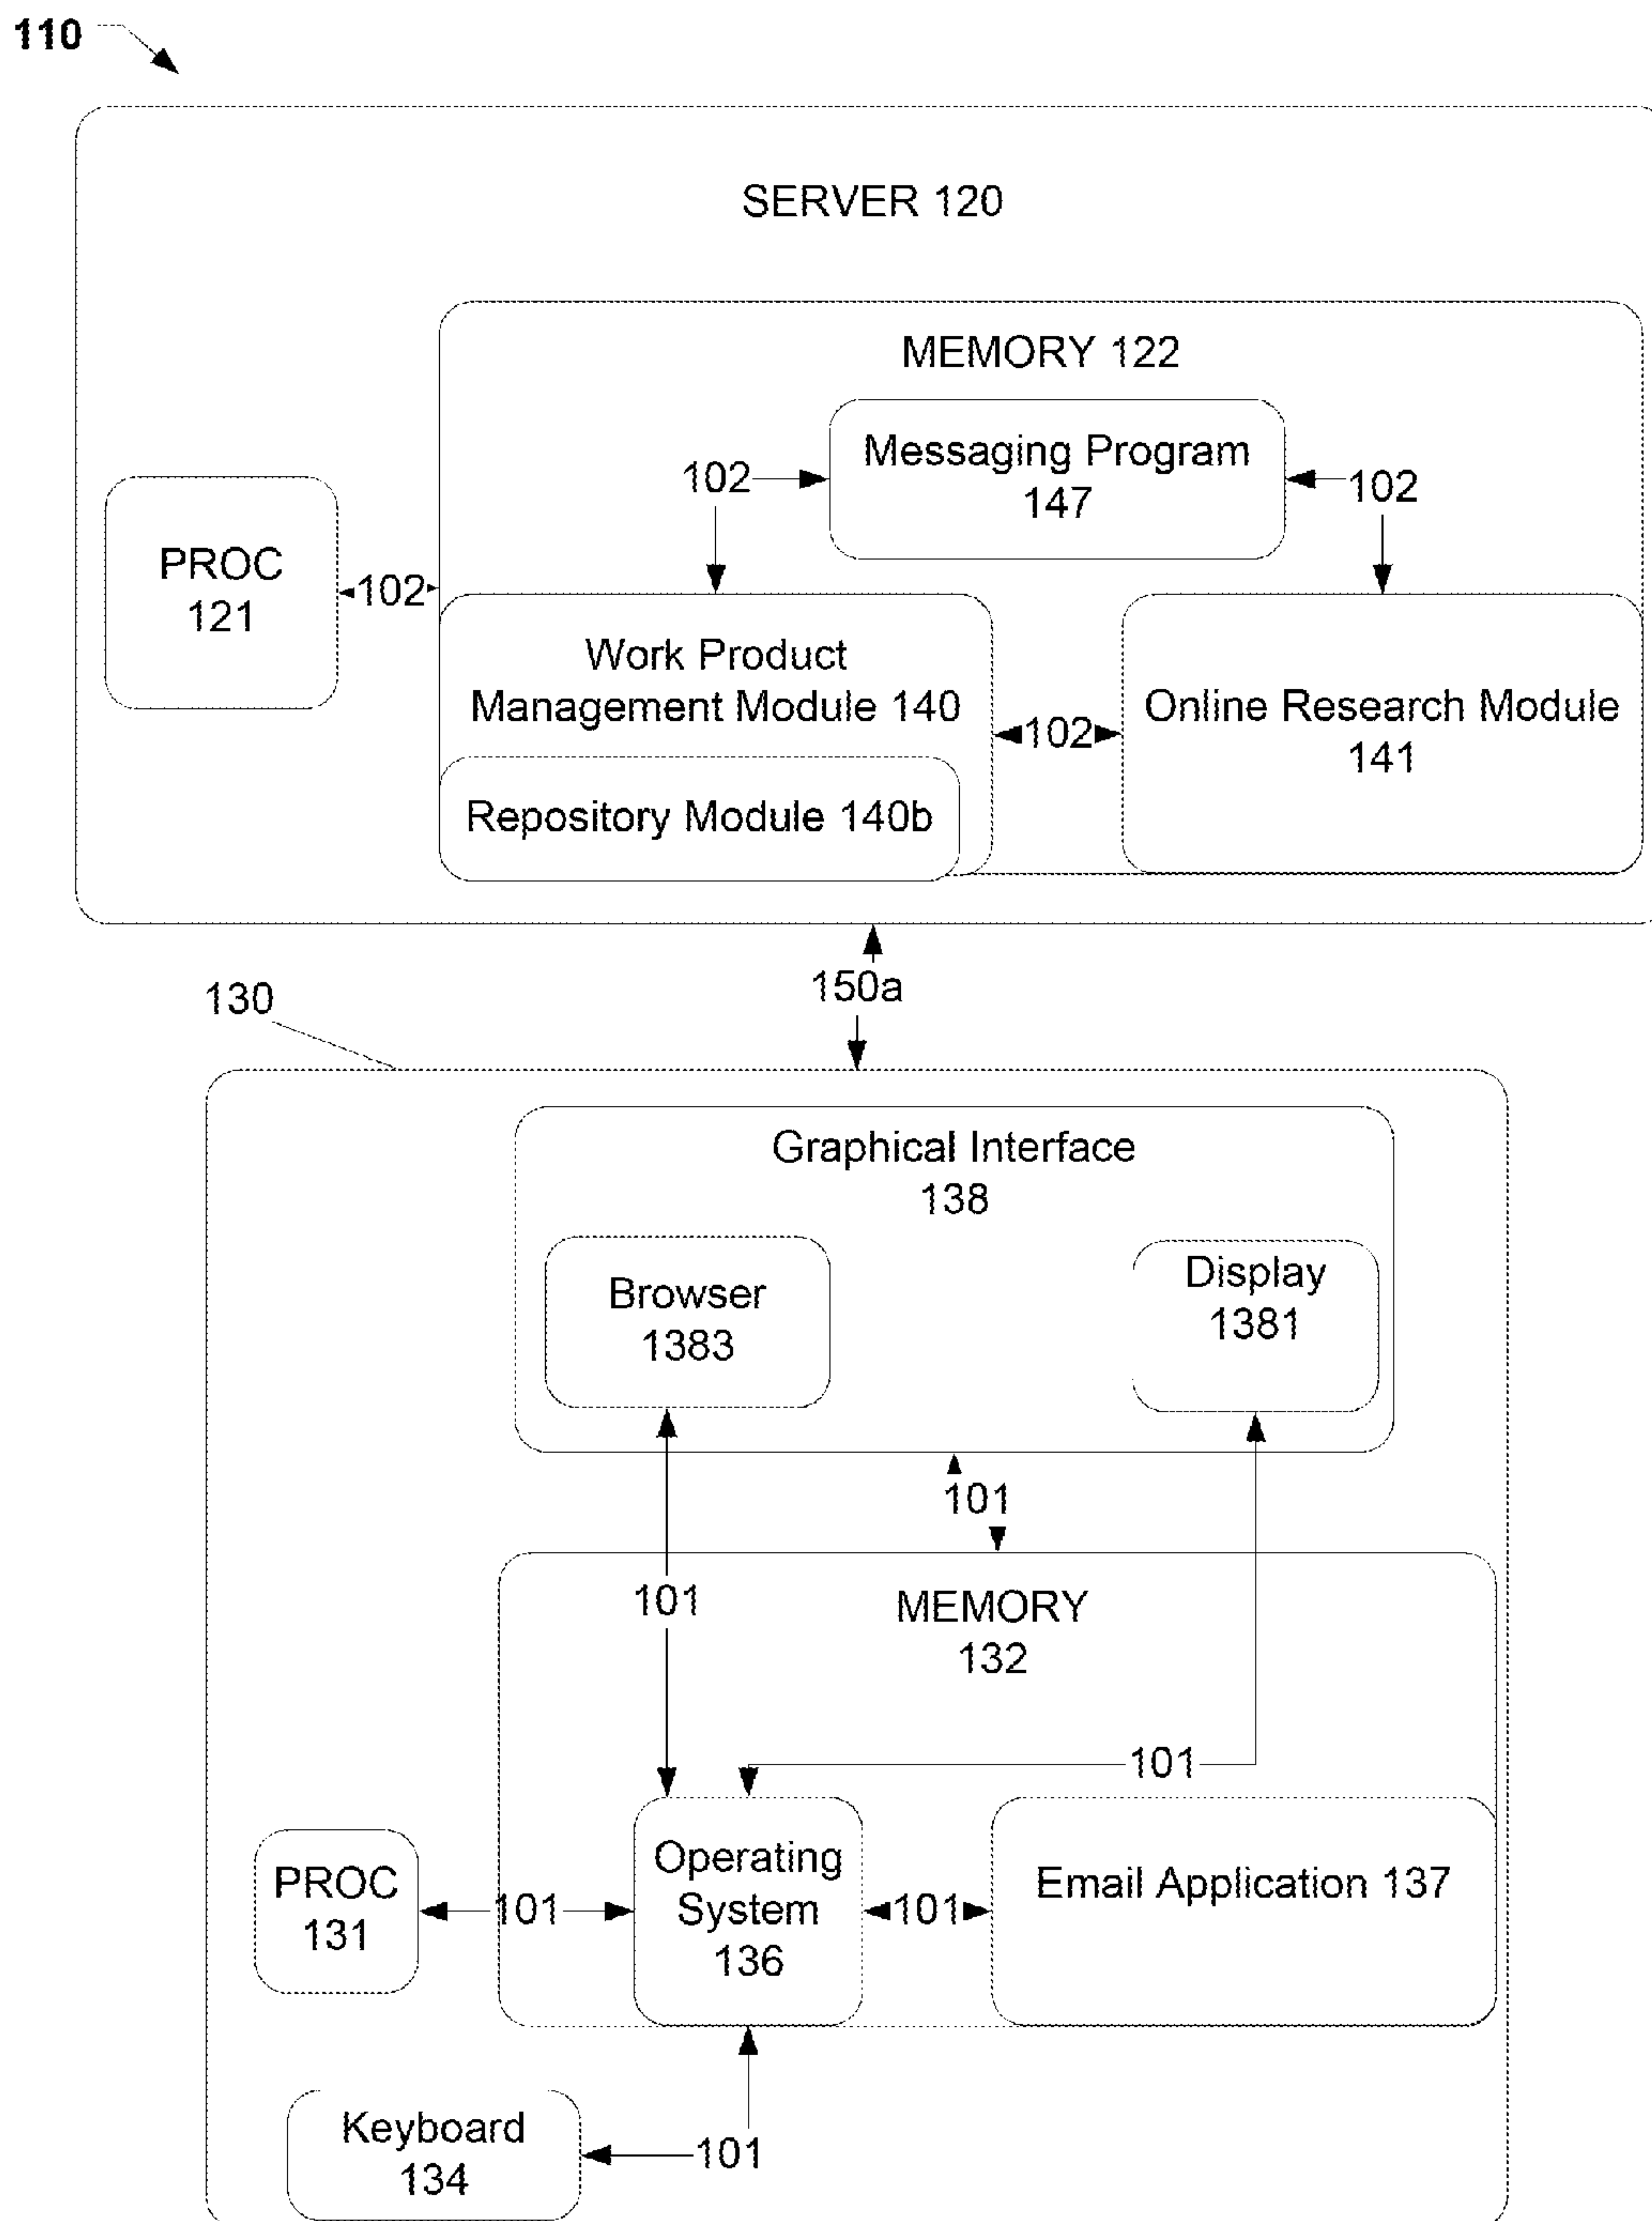 110
SERVER 120
MEMORY 122
Messaging Program
147
102
102
PROC
121
102
Work Product
Management Module 140
102
Online Research Module
141
Repository Module 140b
150a
130
Graphical Interface
138
Browser
1383
Display
1381
101
101
MEMORY
132
101
PROC
131
101
Operating
System
136
101
Email Application 137
Keyboard
134
101